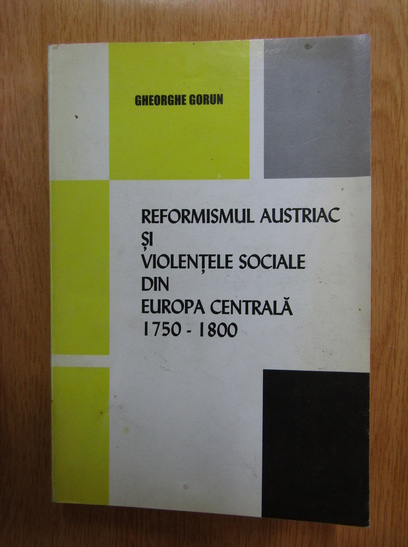 GHEORGHE GORUN
REFORMISMUL AUSTRIAC
ŞI
VIOLENŢELE SOCIALE
DIN
EUROPA CENTRALĂ
1750 - 1800